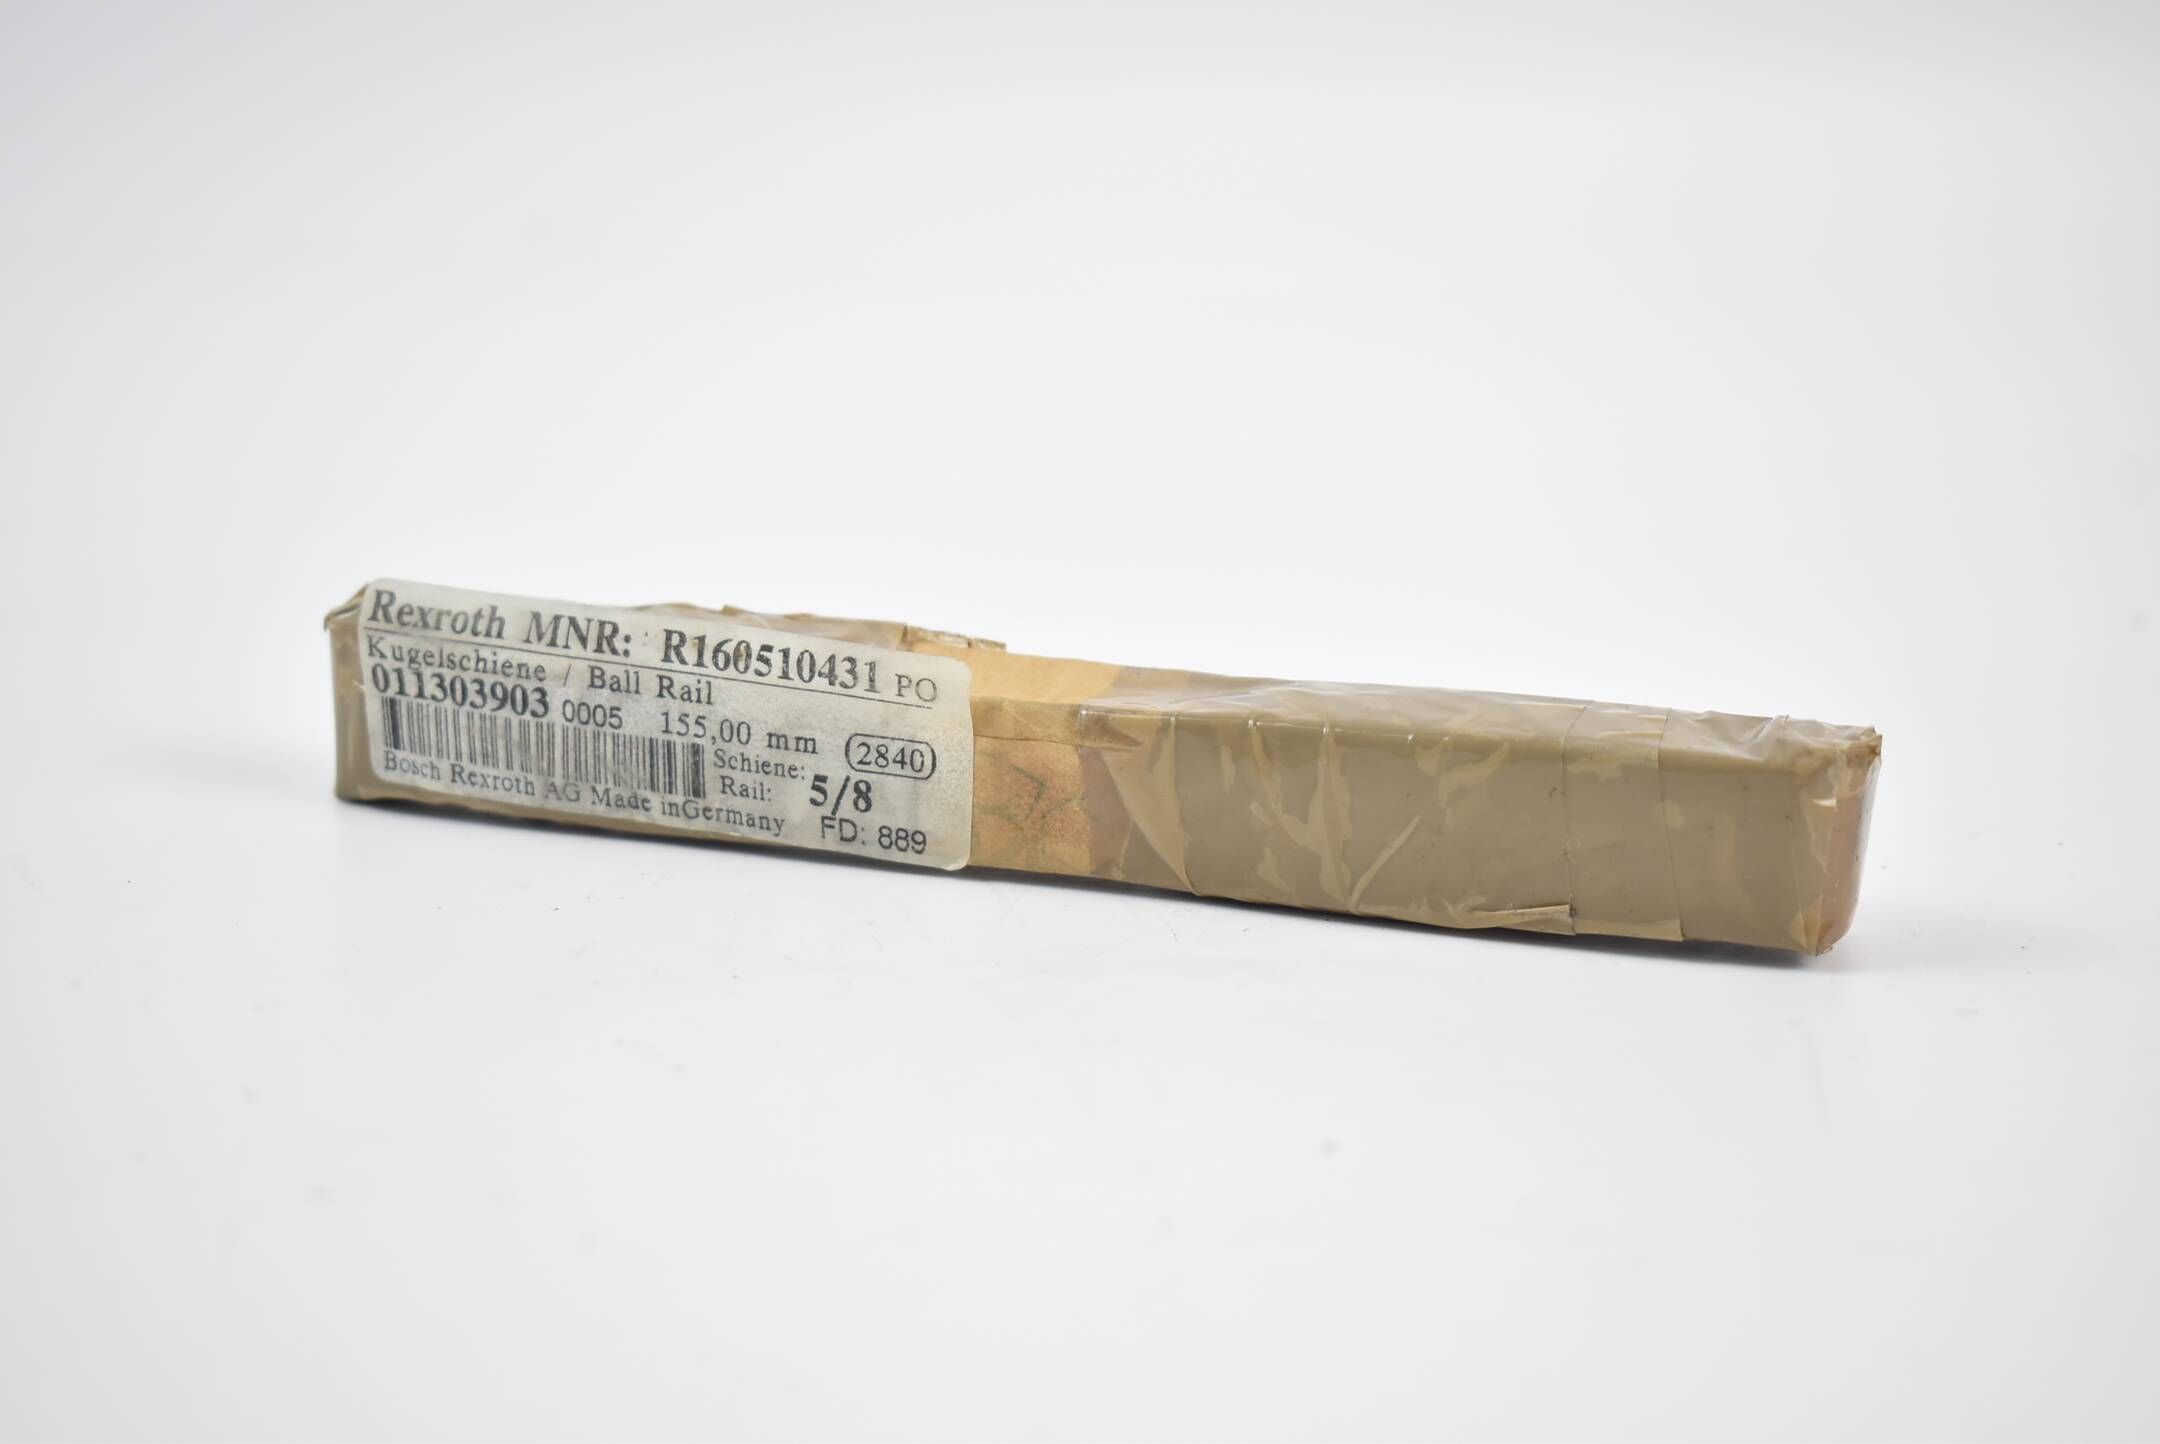 Rexroth MNR: R160510431 PO
Kugelschiene / Ball Rail
011303903 0005 155,00 mm 2840
Schiene:
Rail: 5/8
Bosch Rexroth AG Made inGermany FD: 889